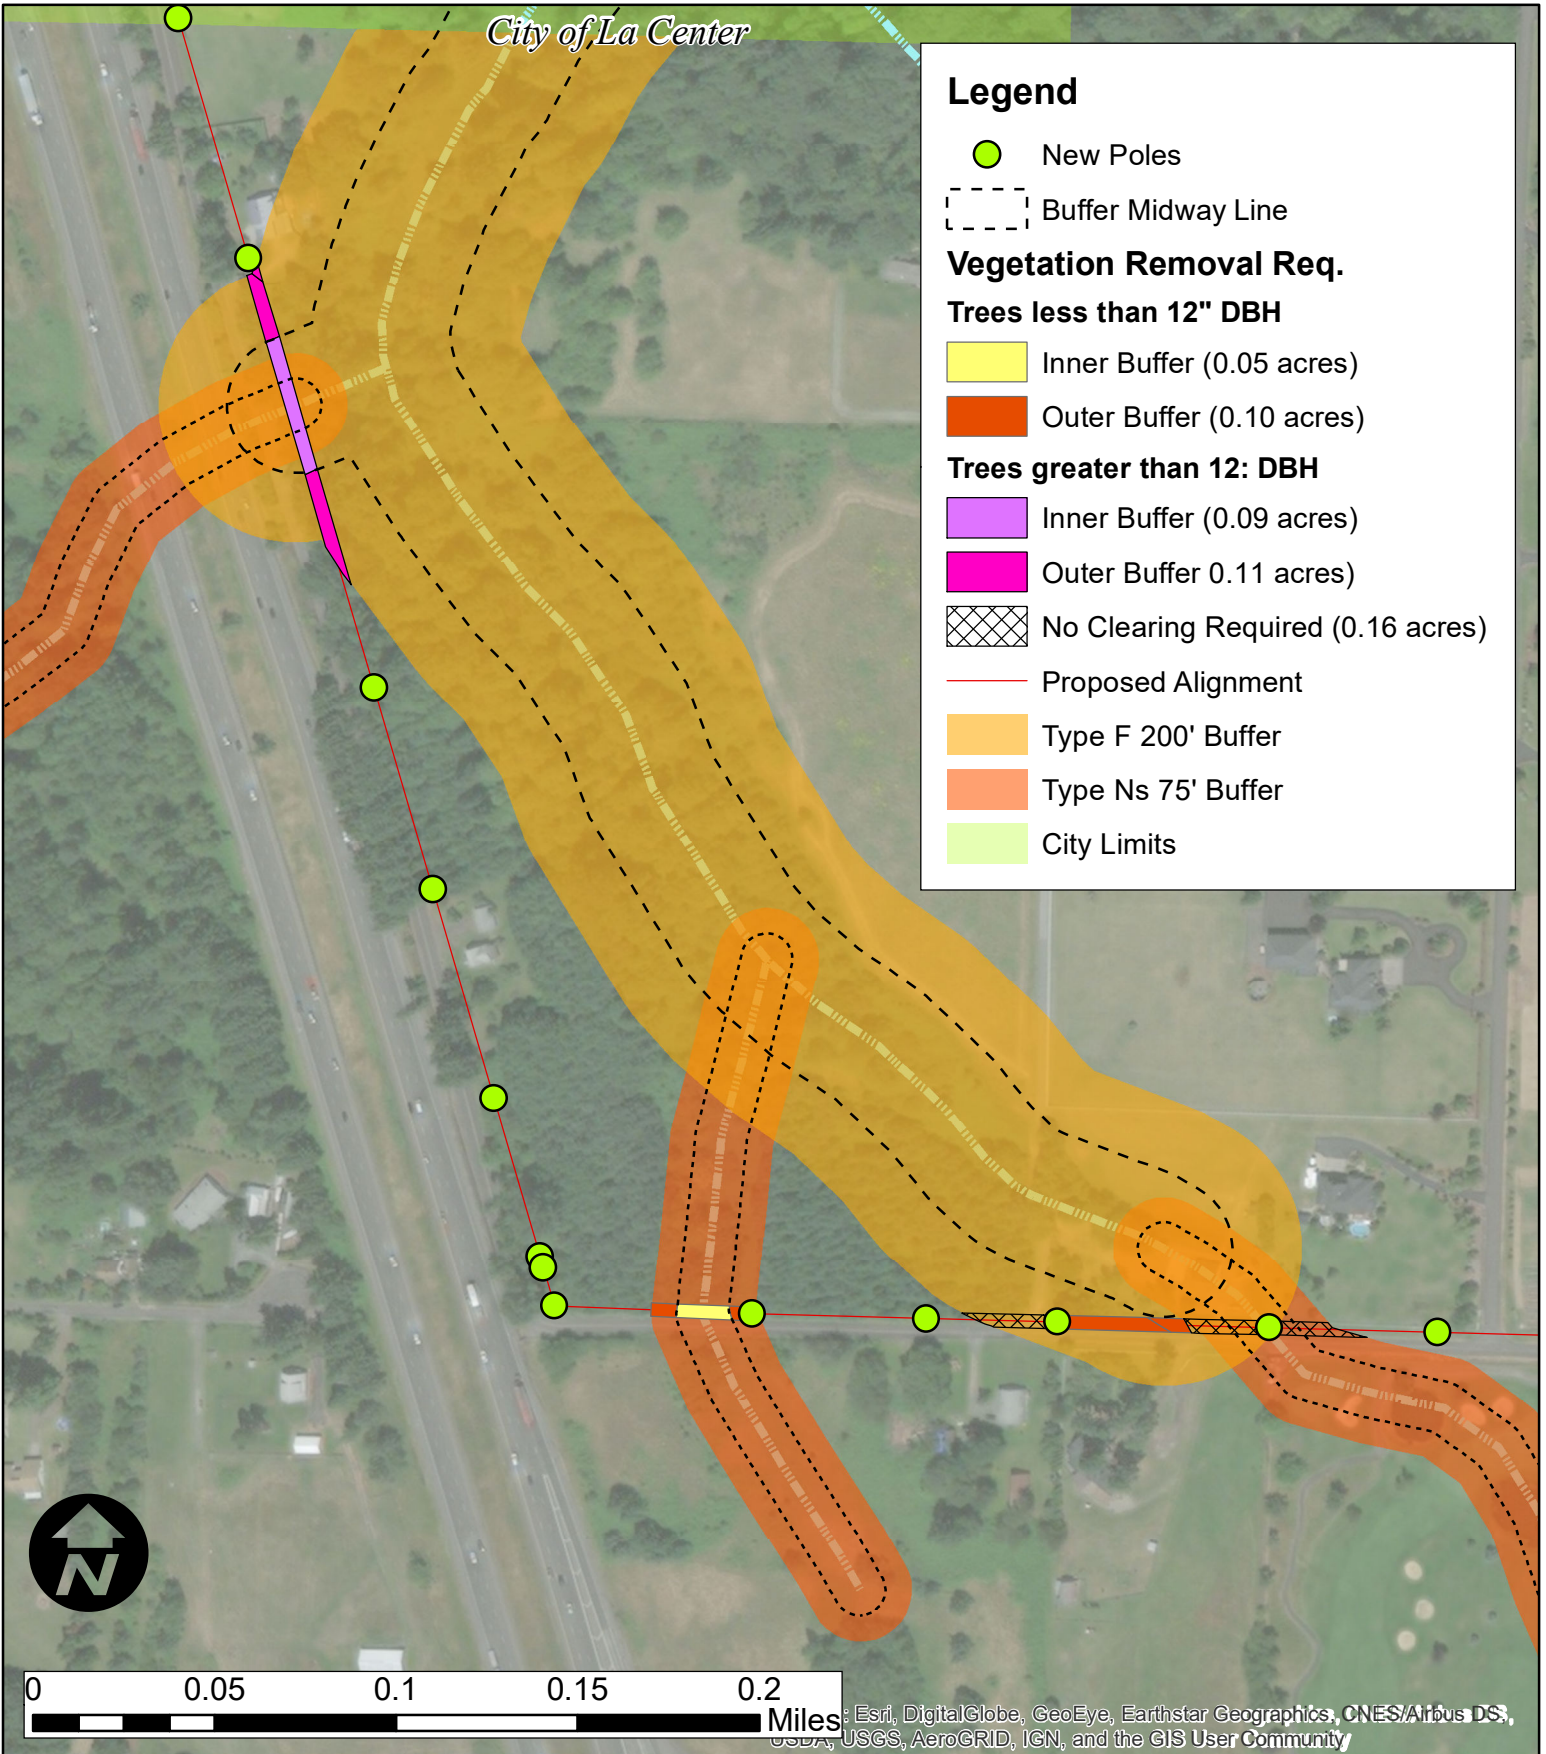 City of La Center
Legend
New Poles
Buffer Midway Line
Vegetation Removal Req.
Trees less than 12" DBH
Inner Buffer (0.05 acres)
Outer Buffer (0.10 acres)
Trees greater than 12: DBH
Inner Buffer (0.09 acres)
Outer Buffer 0.11 acres)
No Clearing Required (0.16 acres)
Proposed Alignment
Type F 200' Buffer
Type Ns 75' Buffer
City Limits
N
0 0.05 0.1 0.15 0.2
Miles
: Esri, DigitalGlobe, GeoEye, Earthstar Geographics, CNES/Airbus DS,
USDA, USGS, AeroGRID, IGN, and the GIS User Community